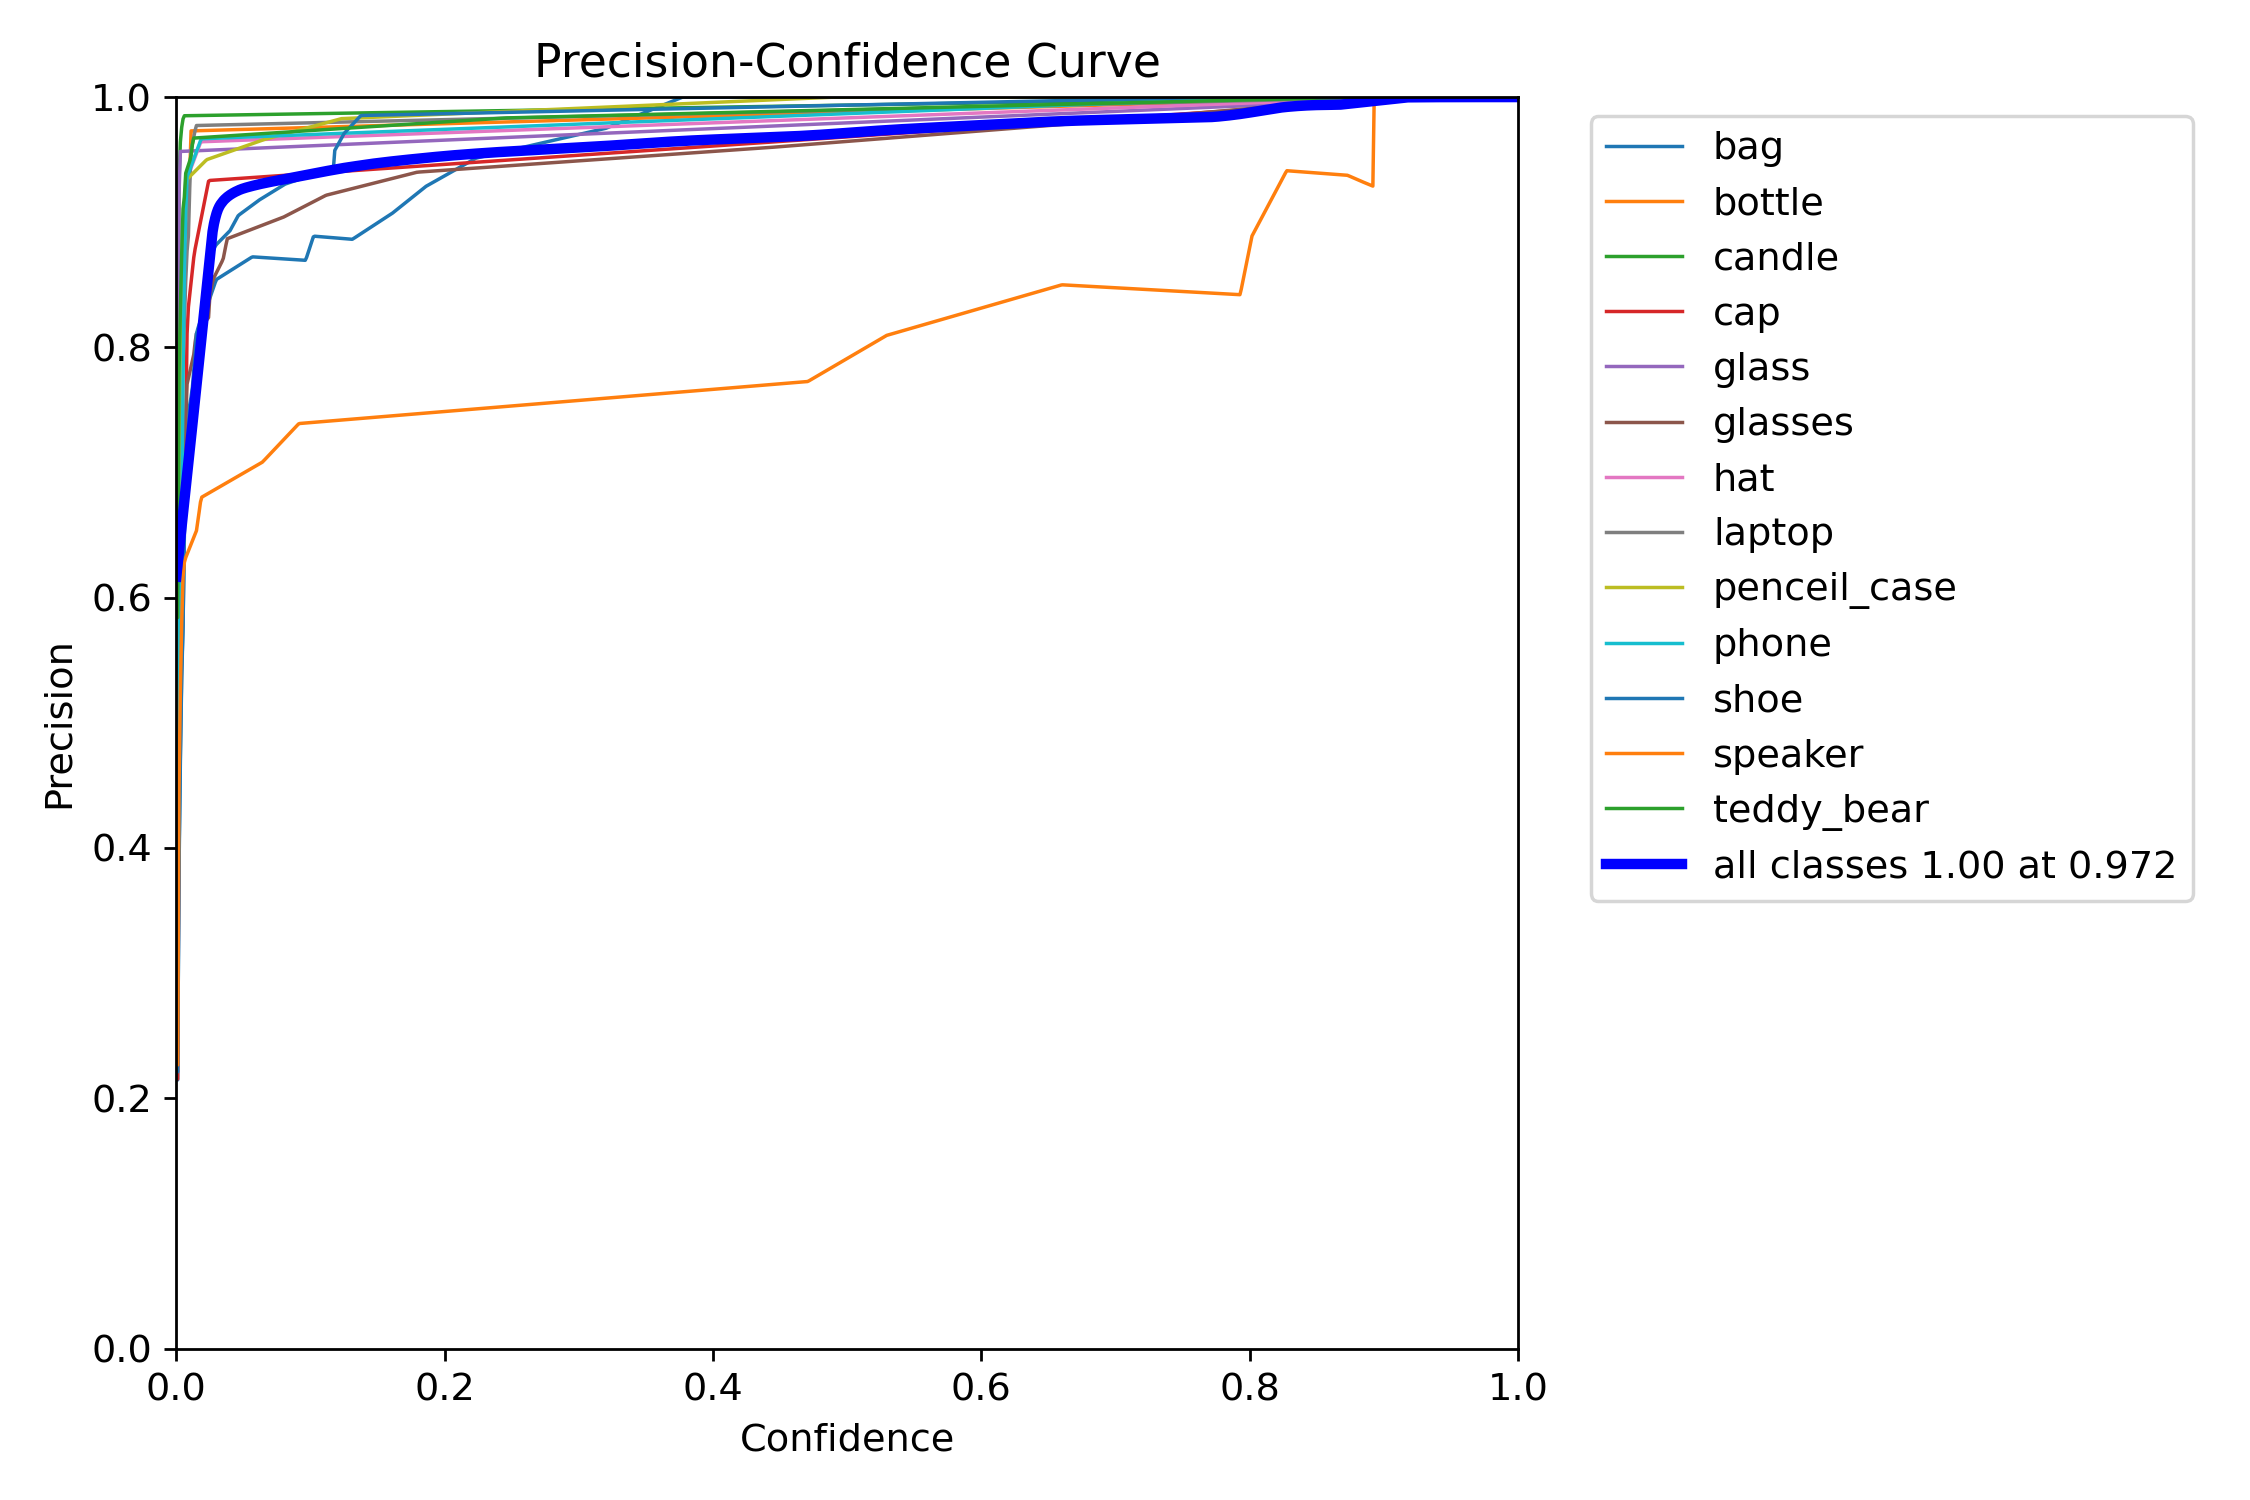 Precision-Confidence Curve
1.0
0.8
0.6
0.4
0.2
0.0
Precision
0.0 0.2 0.4 0.6 0.8 1.0
Confidence
bag
bottle
candle
cap
glass
glasses
hat
laptop
penceil_case
phone
shoe
speaker
teddy_bear
all classes 1.00 at 0.972